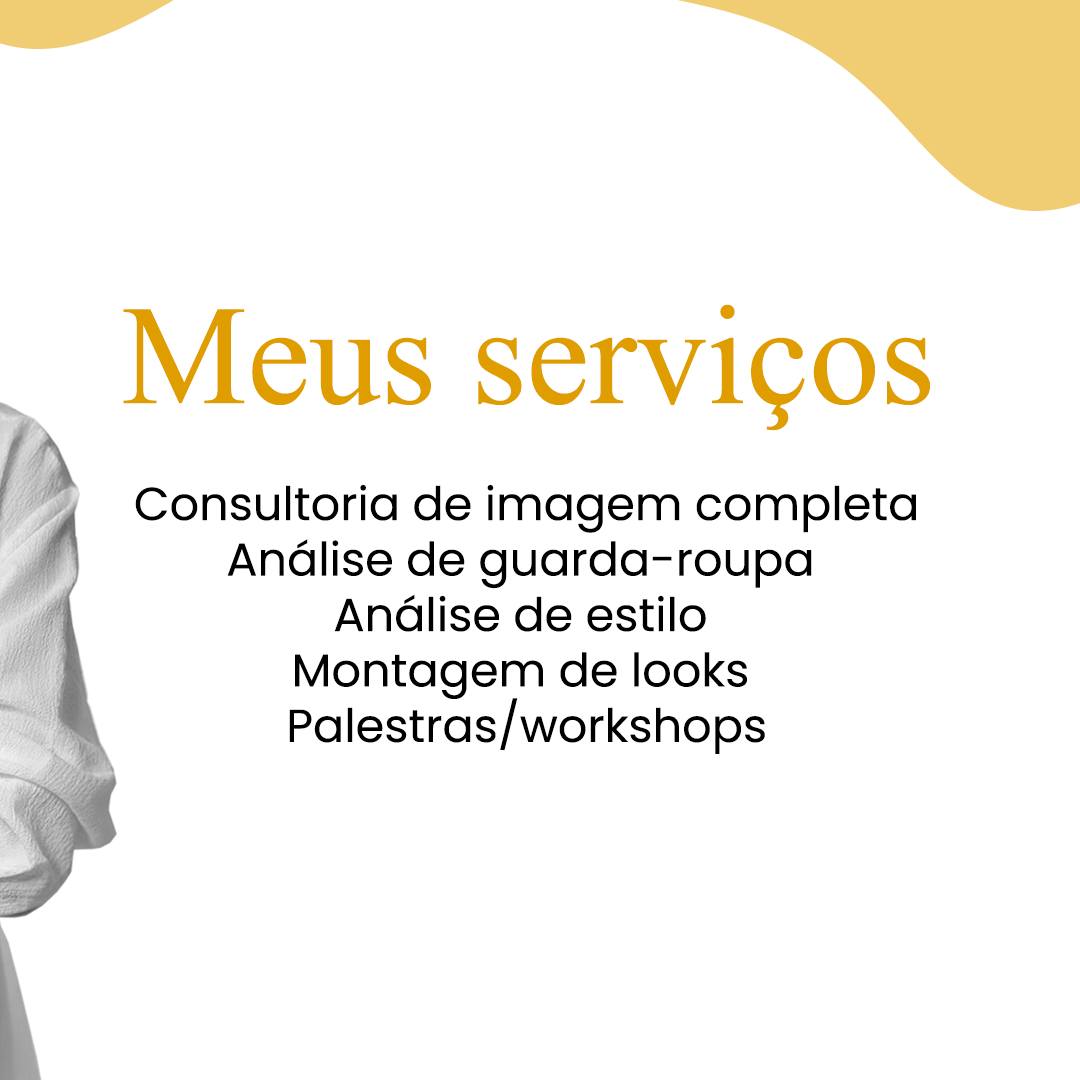 Meus serviços
Consultoria de imagem completa
Análise de guarda-roupa
Análise de estilo
Montagem de looks
Palestras/workshops